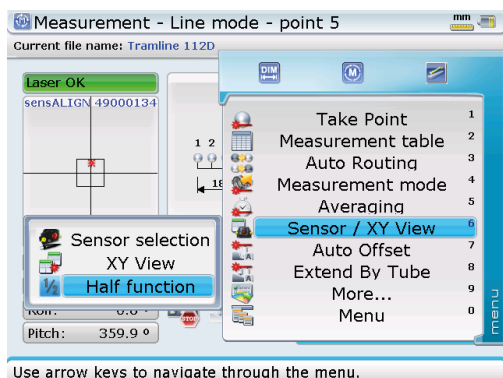 Measurement - Line mode - point 5
mm
Current file name: Tramline 112D
DIM
Laser OK
sensALIGN 49000134
1 2
Take Point 1
Measurement table 2
Auto Routing 3
Measurement mode 4
Averaging 5
Sensor / XY View 6
Auto Offset 7
Extend By Tube 8
More... 9
Menu 0
menu
Sensor selection
XY View
1/2 Half function
Pitch: 359.9 º
STOP
Use arrow keys to navigate through the menu.